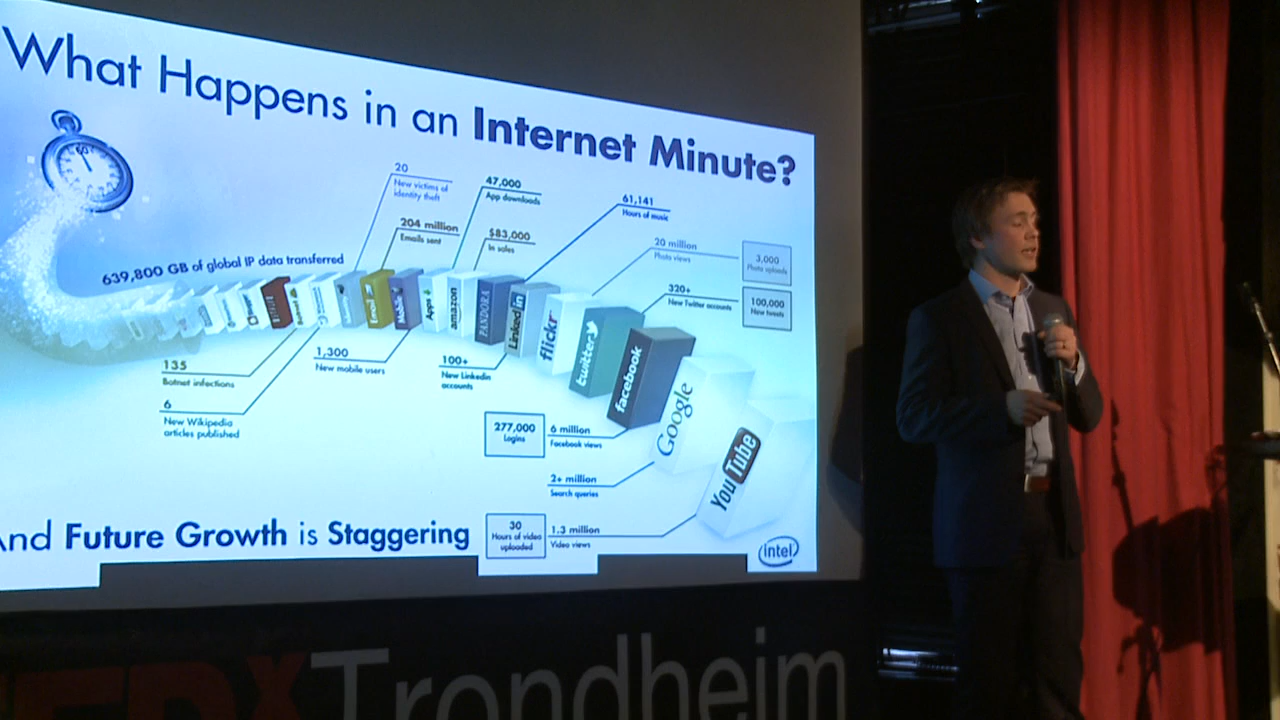 What Happens in an Internet Minute?
60
20
New victims of
identity theft
47,000
App downloads
61,141
Hours of music
204 million
Emails sent
$83,000
In sales
20 million
Photo views
3,000
Photo uploads
639,800 GB of global IP data transferred
320+
New Twitter accounts
100,000
New tweets
Email
Mobile
Apps
amazon
PANDORA
Linked in
flickr
twitter
facebook
Google
YouTube
135
Botnet infections
1,300
New mobile users
100+
New Linkedin
accounts
6
New Wikipedia
articles published
277,000
Logins
6 million
Facebook views
2+ million
Search queries
And Future Growth is Staggering
30
Hours of video
uploaded
1.3 million
Video views
intel
TEDx Trondheim